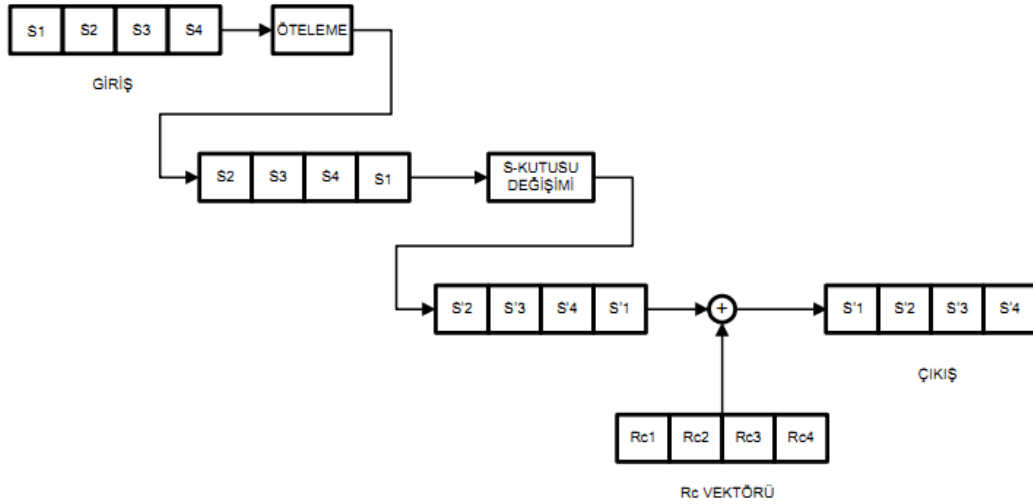 S1 S2 S3 S4 ÖTELEME
GİRİŞ
S2 S3 S4 S1 S-KUTUSU
DEĞİŞİMİ
S'2 S'3 S'4 S'1 + S'1 S'2 S'3 S'4
ÇIKIŞ
Rc1 Rc2 Rc3 Rc4
Rc VEKTÖRÜ